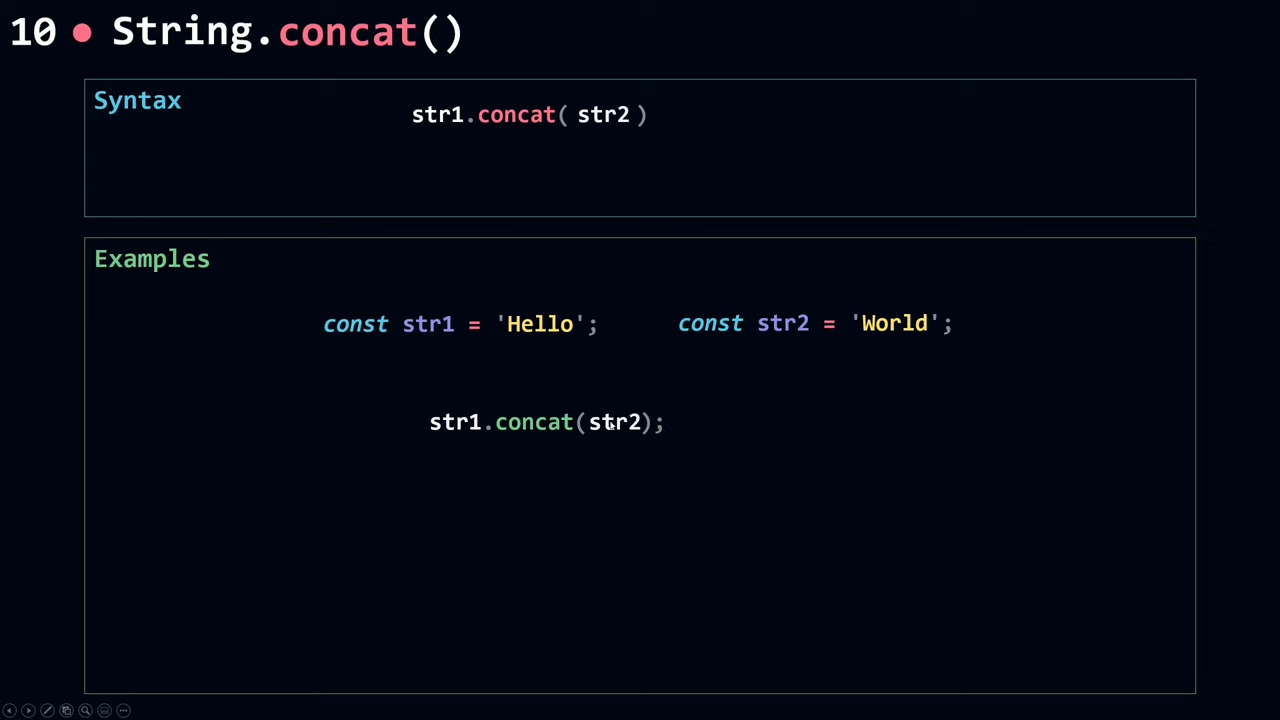 10 • String.concat()
Syntax
str1.concat( str2 )
Examples
const str1 = 'Hello'; const str2 = 'World';
str1.concat(str2);